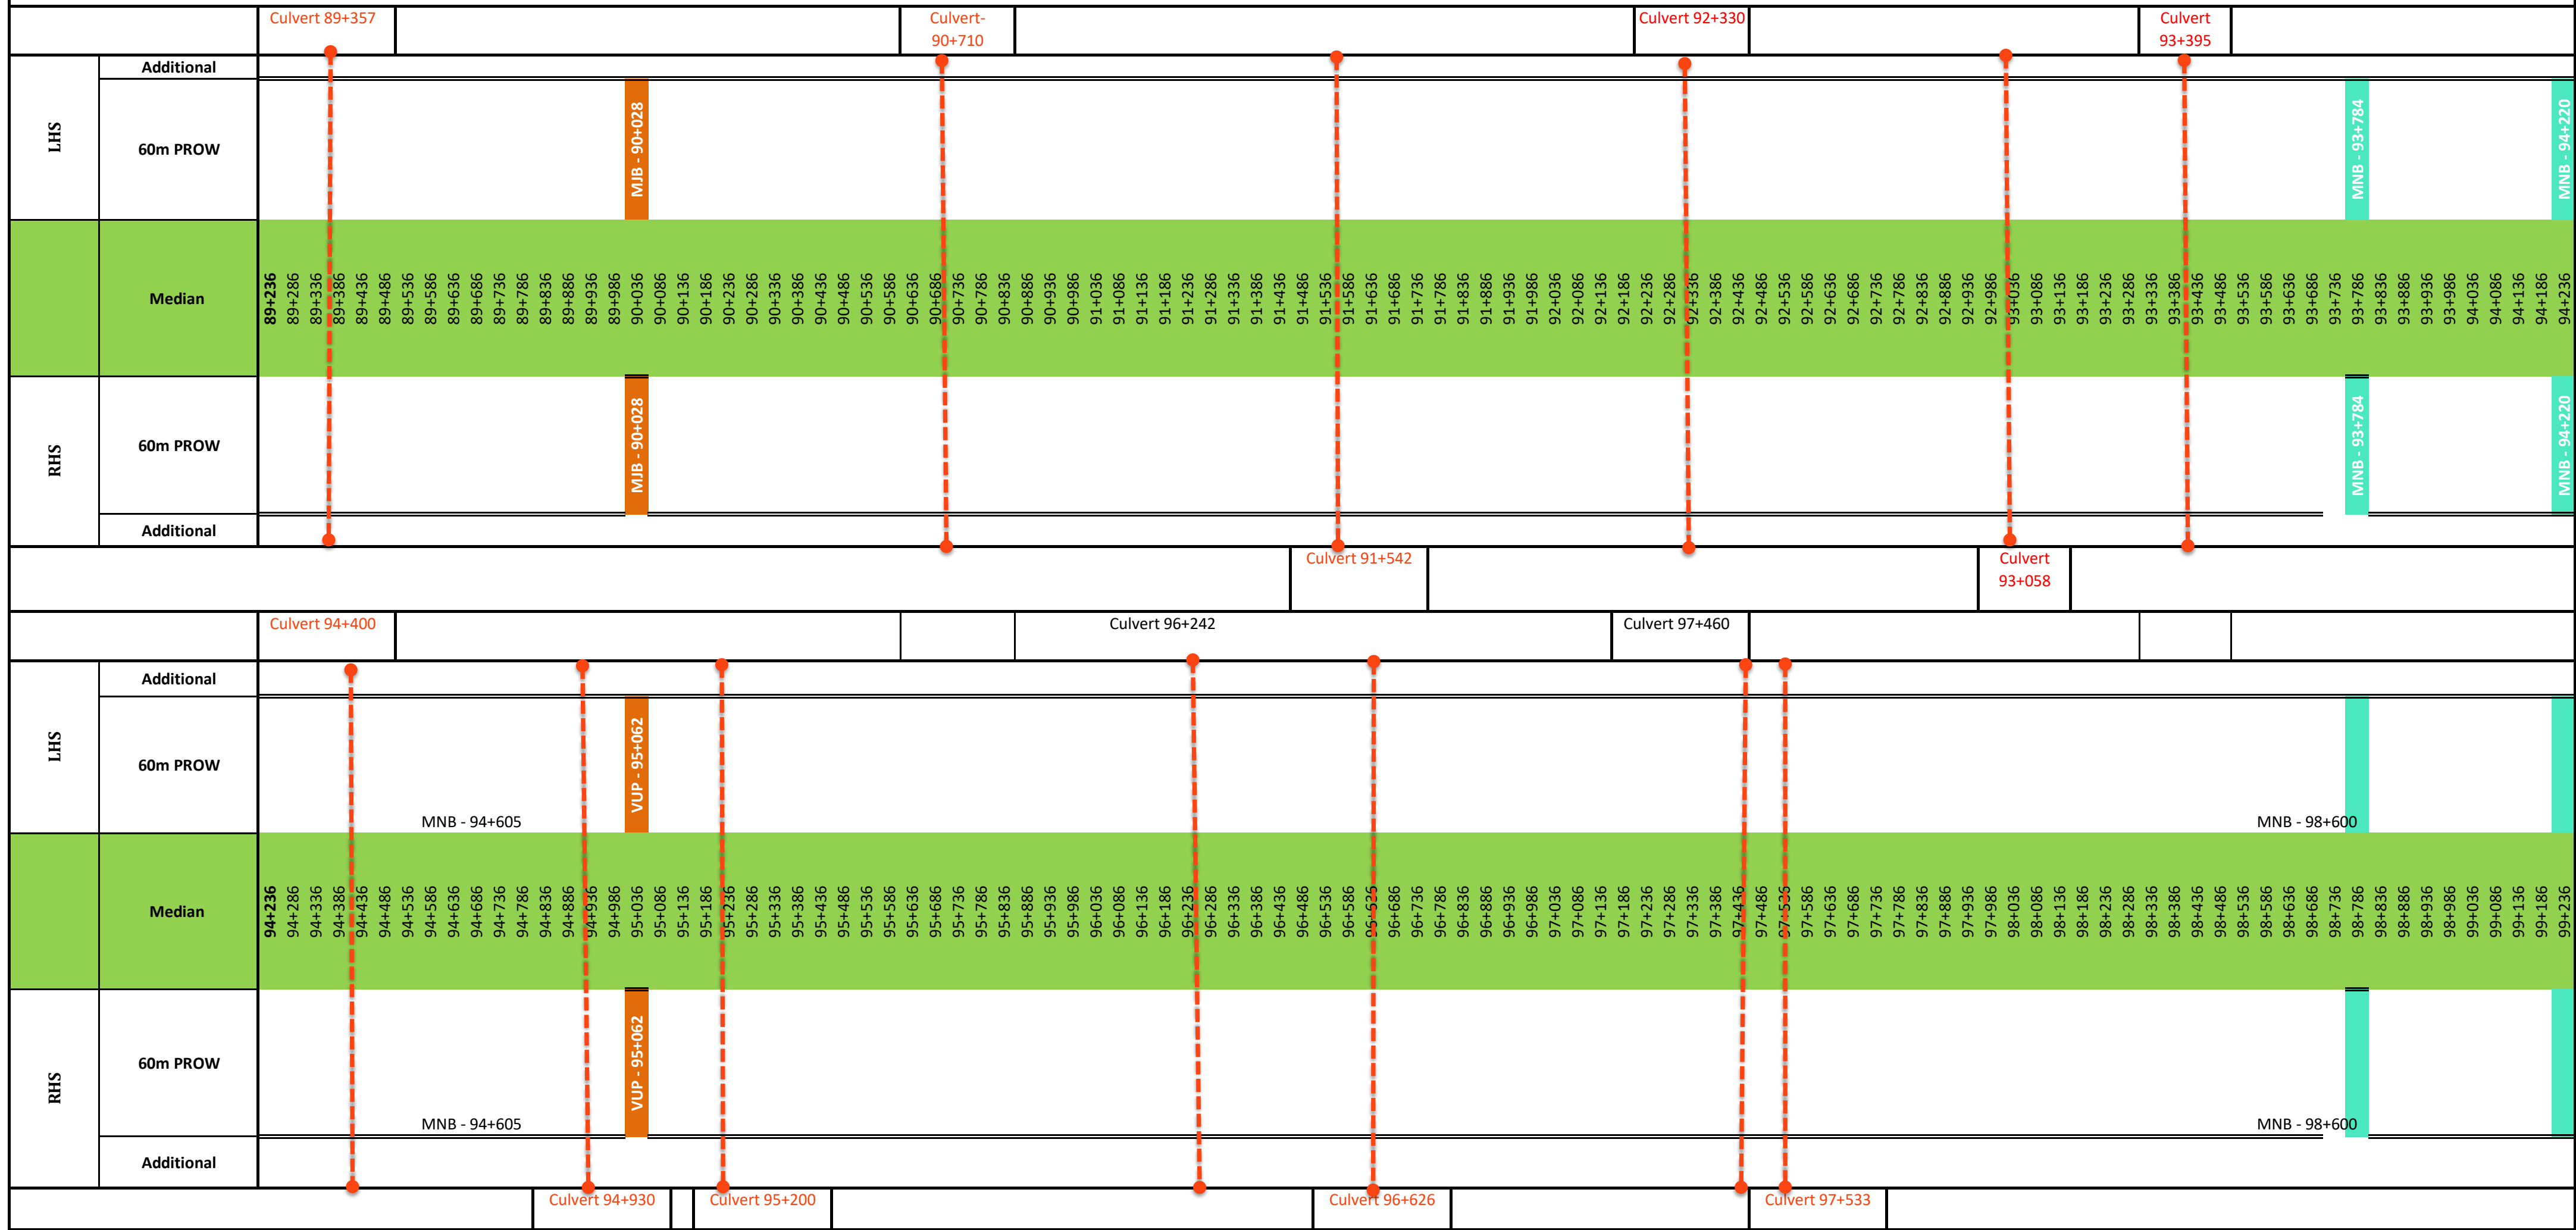 Culvert 89+357
Culvert-
90+710
Culvert 92+330
Culvert
93+395
LHS
Additional
60m PROW
MJB - 90+028
MNB - 93+784
MNB - 94+220
Median
89+236 89+286 89+336 89+386 89+436 89+486 89+536 89+586 89+636 89+686 89+736 89+786 89+836 89+886 89+936 89+986 90+036 90+086 90+136 90+186 90+236 90+286 90+336 90+386 90+436 90+486 90+536 90+586 90+636 90+686 90+736 90+786 90+836 90+886 90+936 90+986 91+036 91+086 91+136 91+186 91+236 91+286 91+336 91+386 91+436 91+486 91+536 91+586 91+636 91+686 91+736 91+786 91+836 91+886 91+936 91+986 92+036 92+086 92+136 92+186 92+236 92+286 92+336 92+386 92+436 92+486 92+536 92+586 92+636 92+686 92+736 92+786 92+836 92+886 92+936 92+986 93+036 93+086 93+136 93+186 93+236 93+286 93+336 93+386 93+436 93+486 93+536 93+586 93+636 93+686 93+736 93+786 93+836 93+886 93+936 93+986 94+036 94+086 94+136 94+186 94+236
RHS
60m PROW
MJB - 90+028
MNB - 93+784
MNB - 94+220
Additional
Culvert 91+542
Culvert
93+058
Culvert 94+400
Culvert 96+242
Culvert 97+460
LHS
Additional
60m PROW
VUP - 95+062
MNB - 94+605
MNB - 98+600
Median
94+236 94+286 94+336 94+386 94+436 94+486 94+536 94+586 94+636 94+686 94+736 94+786 94+836 94+886 94+936 94+986 95+036 95+086 95+136 95+186 95+236 95+286 95+336 95+386 95+436 95+486 95+536 95+586 95+636 95+686 95+736 95+786 95+836 95+886 95+936 95+986 96+036 96+086 96+136 96+186 96+236 96+286 96+336 96+386 96+436 96+486 96+536 96+586 96+636 96+686 96+736 96+786 96+836 96+886 96+936 96+986 97+036 97+086 97+136 97+186 97+236 97+286 97+336 97+386 97+436 97+486 97+536 97+586 97+636 97+686 97+736 97+786 97+836 97+886 97+936 97+986 98+036 98+086 98+136 98+186 98+236 98+286 98+336 98+386 98+436 98+486 98+536 98+586 98+636 98+686 98+736 98+786 98+836 98+886 98+936 98+986 99+036 99+086 99+136 99+186 99+236
RHS
60m PROW
VUP - 95+062
MNB - 94+605
MNB - 98+600
Additional
Culvert 94+930
Culvert 95+200
Culvert 96+626
Culvert 97+533